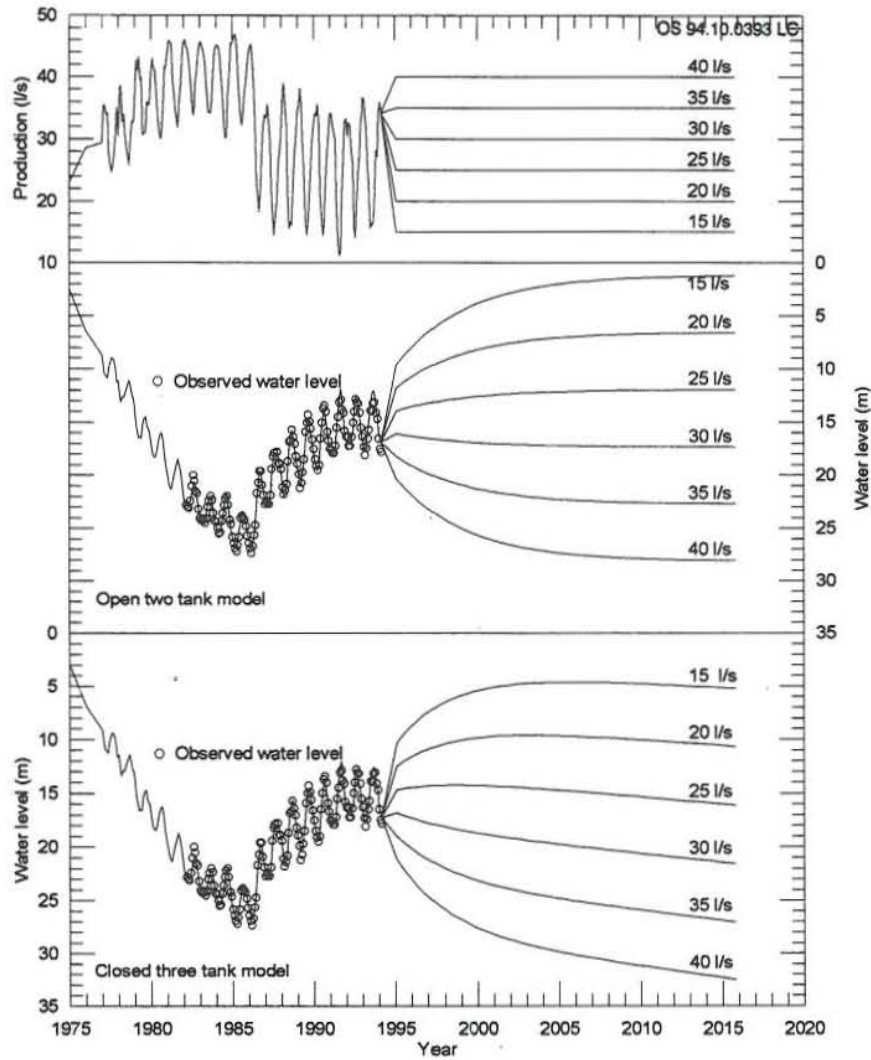 OS 94.10.0393 LC
50
40
30
20
10
Production (l/s)
40 l/s
35 l/s
30 l/s
25 l/s
20 l/s
15 l/s
0
5
10
15
20
25
30
35
Water level (m)
15 l/s
20 l/s
25 l/s
30 l/s
35 l/s
40 l/s
Observed water level
Open two tank model
0
5
10
15
20
25
30
35
Water level (m)
15 l/s
20 l/s
25 l/s
30 l/s
35 l/s
40 l/s
Observed water level
Closed three tank model
1975 1980 1985 1990 1995 2000 2005 2010 2015 2020
Year